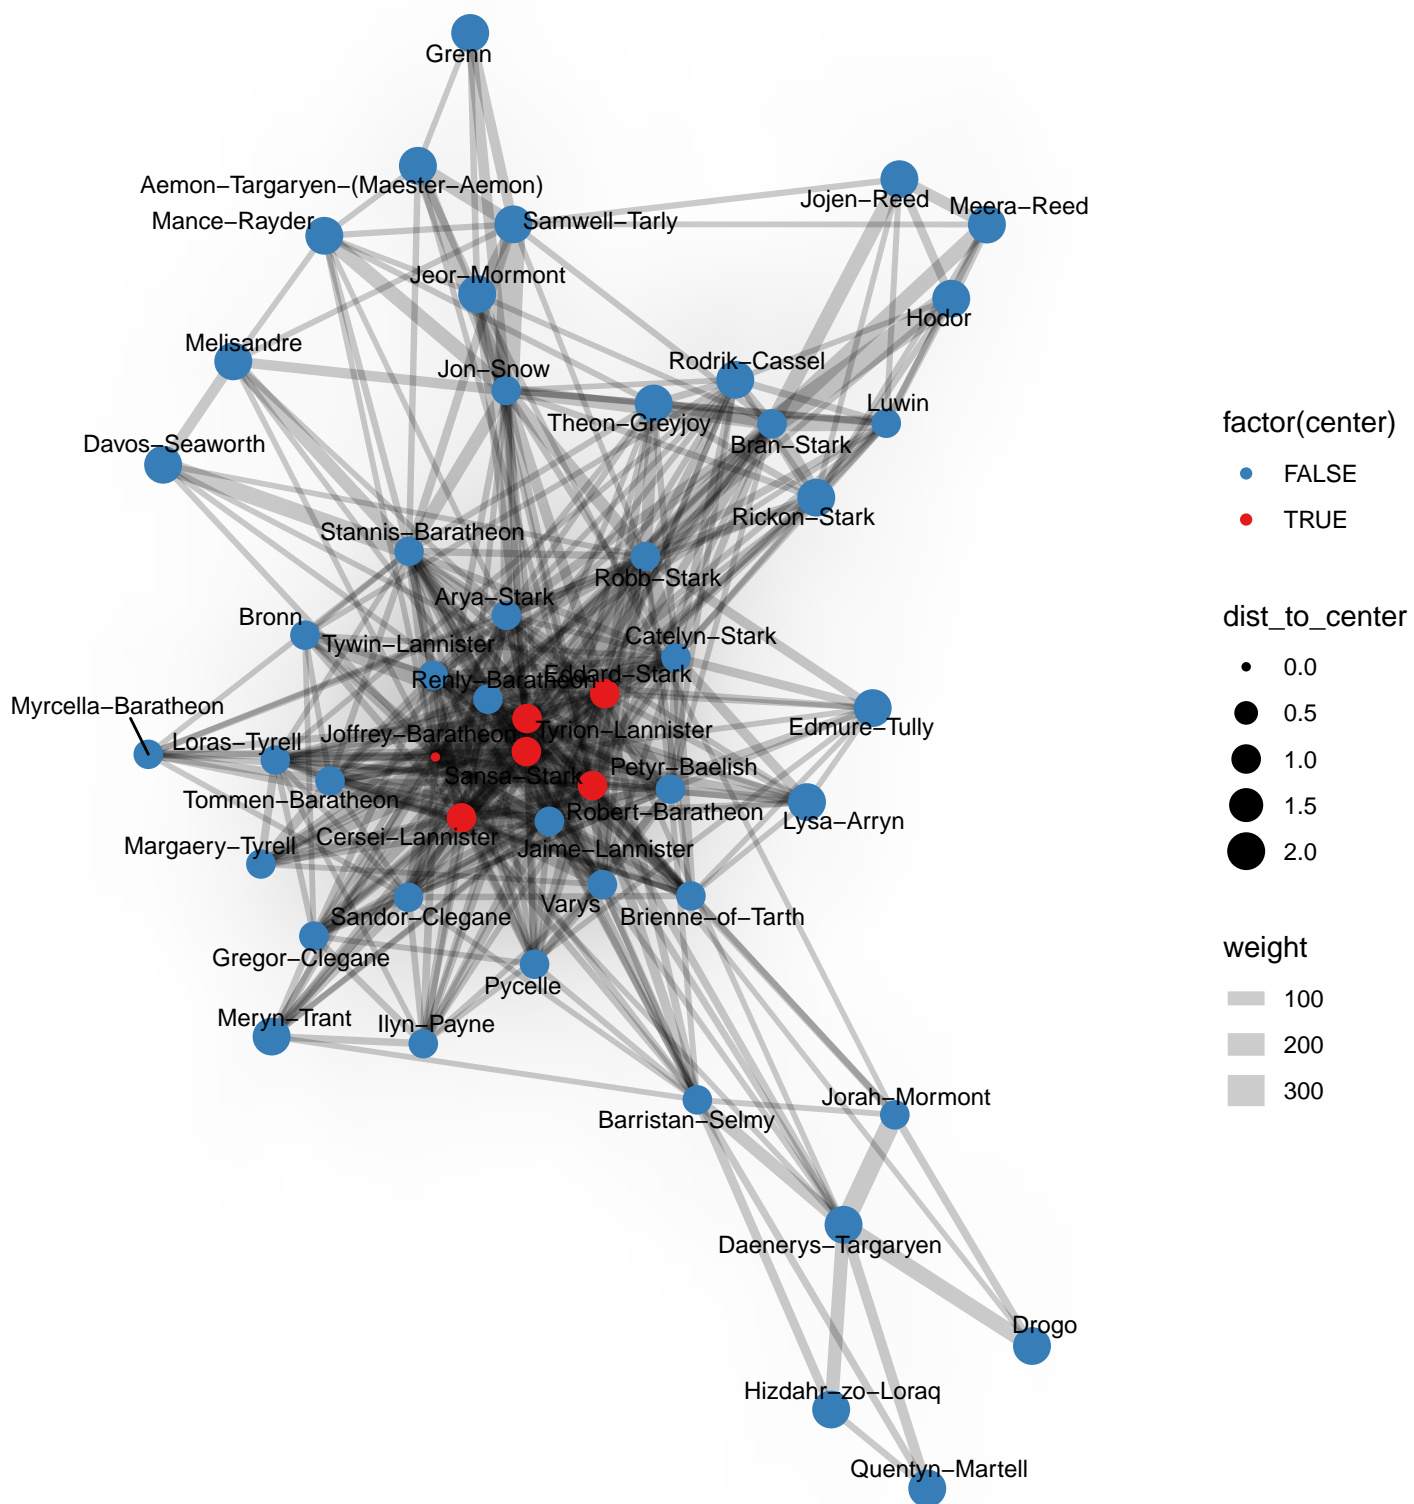 Grenn
Aemon−Targaryen−(Maester−Aemon)
Jojen−Reed
Meera−Reed
Mance−Rayder
Samwell−Tarly
Jeor−Mormont
Hodor
Melisandre
Jon−Snow
Rodrik−Cassel
Luwin
Theon−Greyjoy
Bran−Stark
Davos−Seaworth
Rickon−Stark
Stannis−Baratheon
Robb−Stark
Arya−Stark
Bronn
Tywin−Lannister
Catelyn−Stark
Renly−Baratheon
Eddard−Stark
Myrcella−Baratheon
Loras−Tyrell
Joffrey−Baratheon
Tyrion−Lannister
Edmure−Tully
Sansa−Stark
Petyr−Baelish
Tommen−Baratheon
Robert−Baratheon
Lysa−Arryn
Cersei−Lannister
Margaery−Tyrell
Jaime−Lannister
Sandor−Clegane
Varys
Brienne−of−Tarth
Gregor−Clegane
Pycelle
Meryn−Trant
Ilyn−Payne
Barristan−Selmy
Jorah−Mormont
Daenerys−Targaryen
Drogo
Hizdahr−zo−Loraq
Quentyn−Martell
factor(center)
FALSE
TRUE
dist_to_center
0.0
0.5
1.0
1.5
2.0
weight
100
200
300